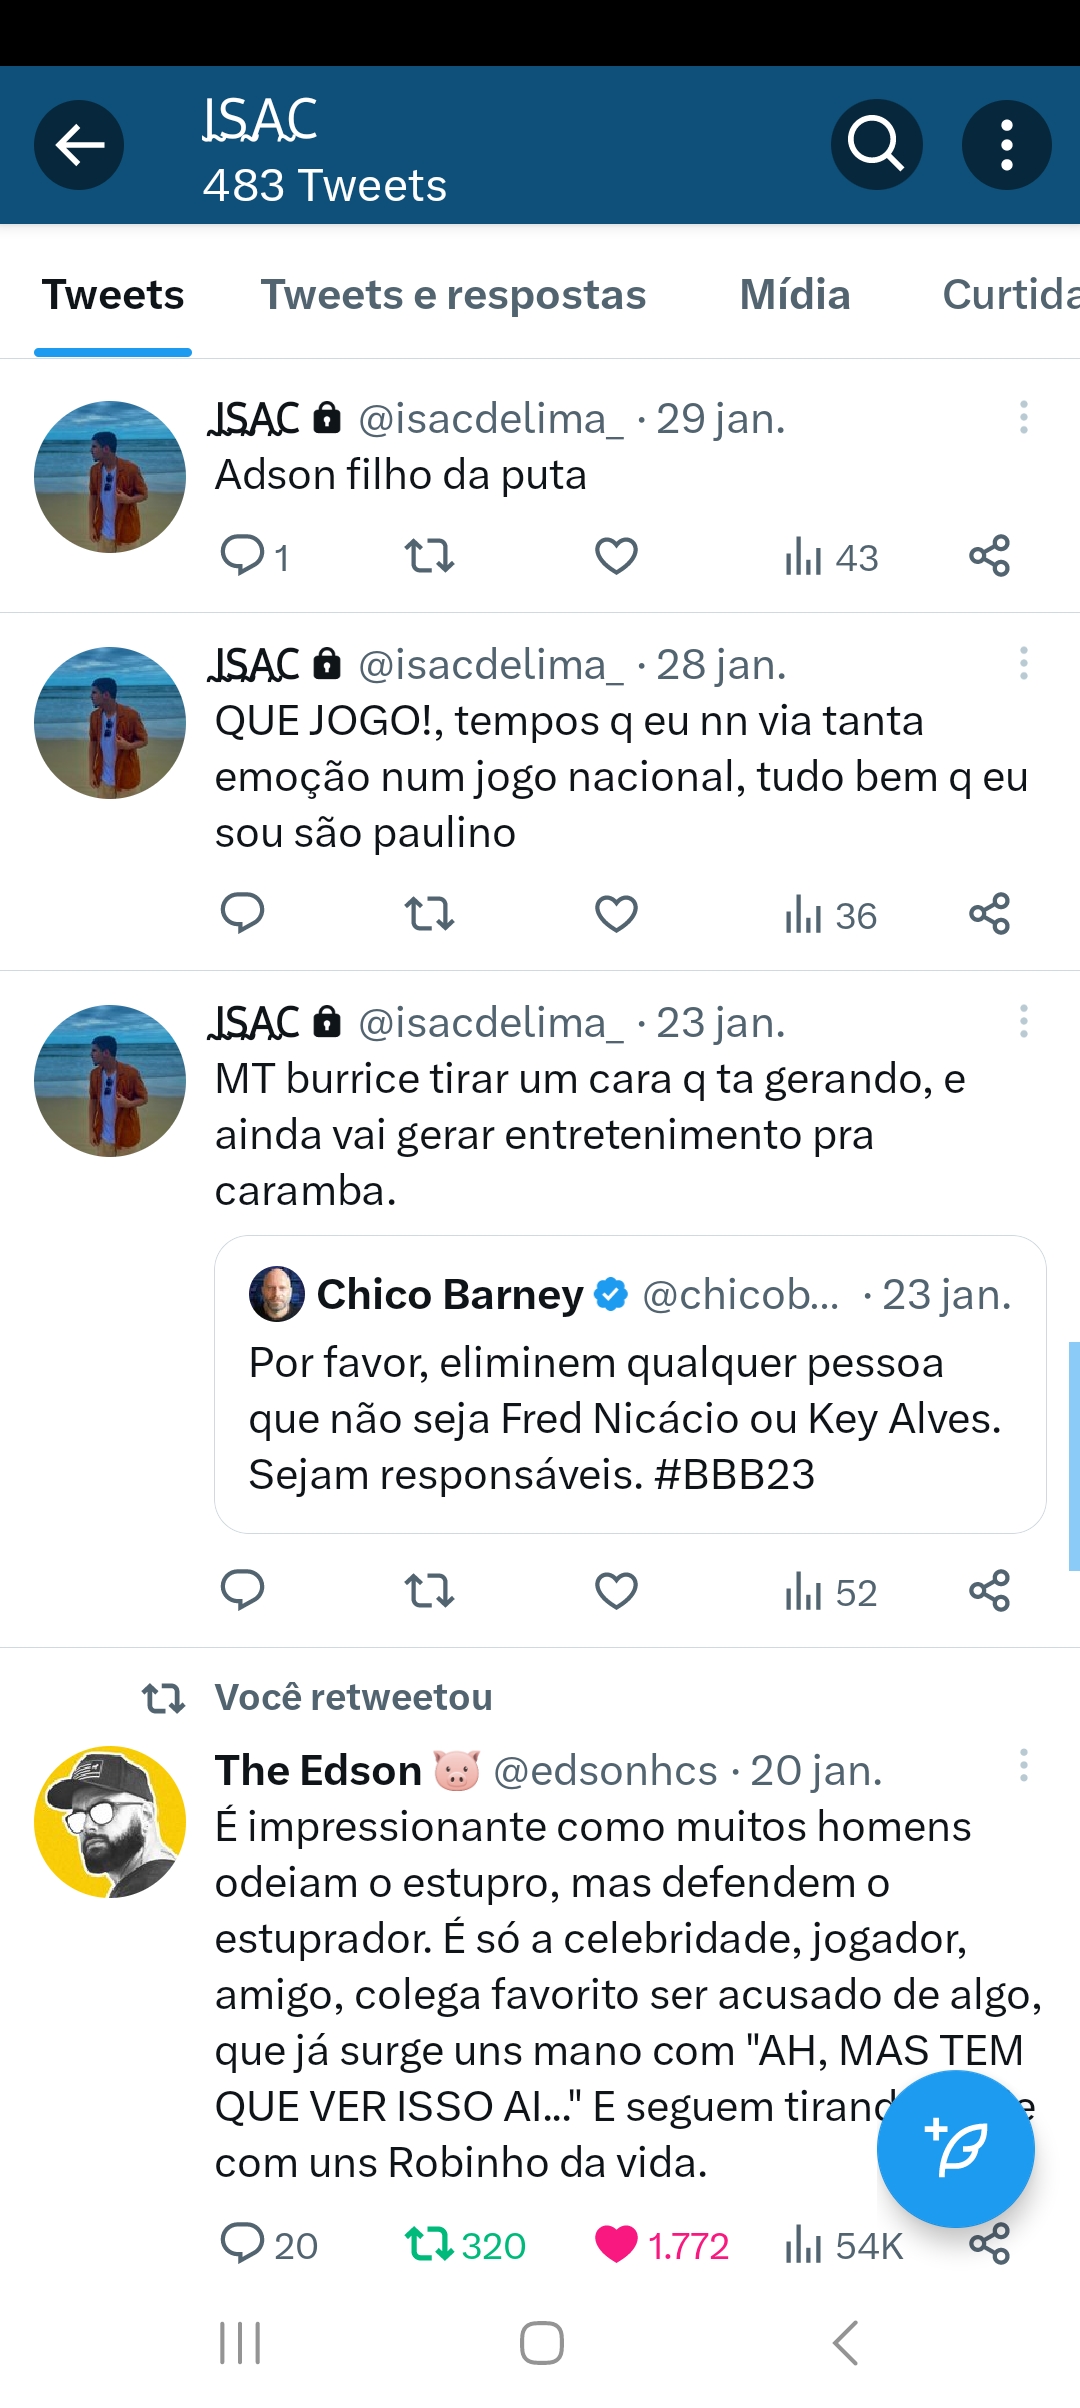 ISAC
483 Tweets
Tweets Tweets e respostas Mídia Curtida
ISAC @isacdelima_ · 29 jan.
Adson filho da puta
1 43
ISAC @isacdelima_ · 28 jan.
QUE JOGO!, tempos q eu nn via tanta
emoção num jogo nacional, tudo bem q eu
sou são paulino
36
ISAC @isacdelima_ · 23 jan.
MT burrice tirar um cara q ta gerando, e
ainda vai gerar entretenimento pra
caramba.
Chico Barney @chicob... · 23 jan.
Por favor, eliminem qualquer pessoa
que não seja Fred Nicácio ou Key Alves.
Sejam responsáveis. #BBB23
52
Você retweetou
The Edson 🐷 @edsonhcs · 20 jan.
É impressionante como muitos homens
odeiam o estupro, mas defendem o
estuprador. É só a celebridade, jogador,
amigo, colega favorito ser acusado de algo,
que já surge uns mano com "AH, MAS TEM
QUE VER ISSO AI..." E seguem
com uns Robinho da vida.
20 320 1.772 54K